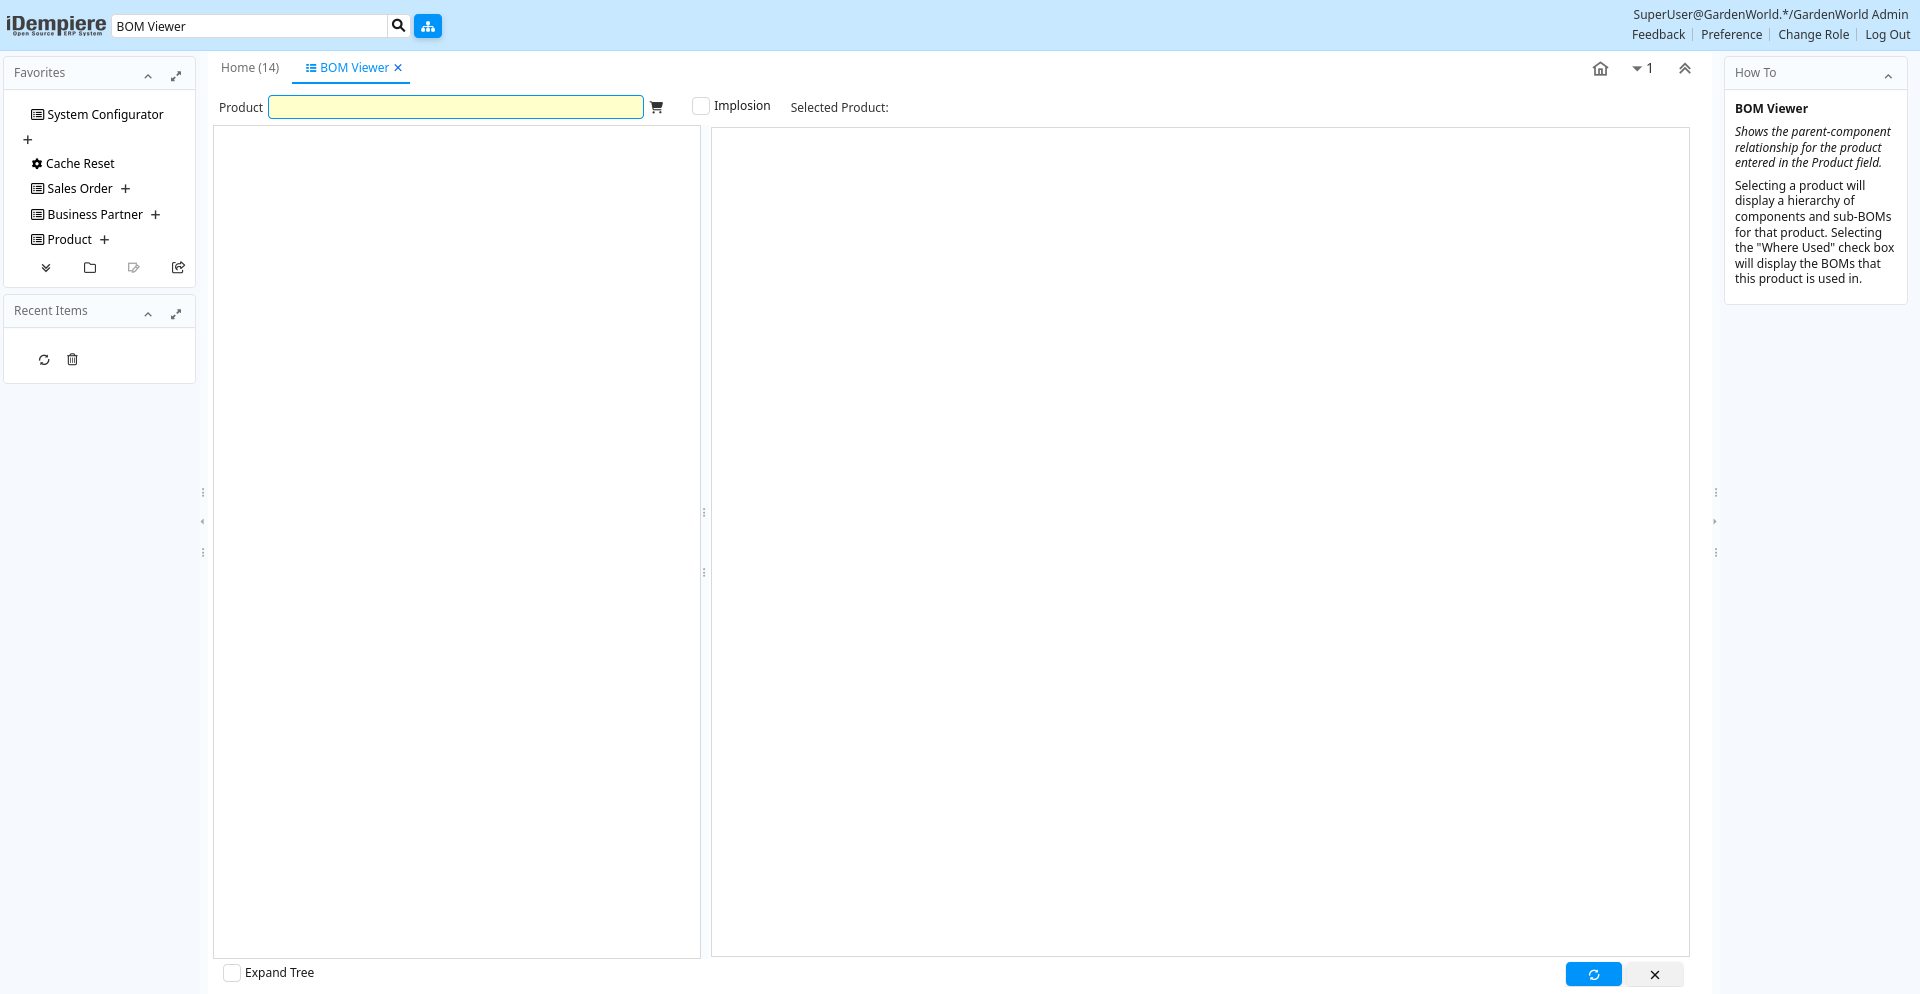 iDempiere
Open Source ERP System
BOM Viewer
SuperUser@GardenWorld.*/GardenWorld Admin
Feedback
Preference
Change Role
Log Out
Favorites
System Configurator
Cache Reset
Sales Order
Business Partner
Product
Recent Items
Home (14)
BOM Viewer
1
Product
Implosion
Selected Product:
Expand Tree
How To
BOM Viewer
Shows the parent-component
relationship for the product
entered in the Product field.
Selecting a product will
display a hierarchy of
components and sub-BOMs
for that product. Selecting
the "Where Used" check box
will display the BOMs that
this product is used in.